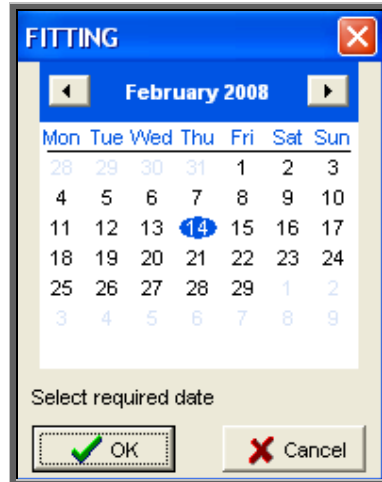 FITTING
February 2008
Mon Tue Wed Thu Fri Sat Sun
28 29 30 31 1 2 3
4 5 6 7 8 9 10
11 12 13 14 15 16 17
18 19 20 21 22 23 24
25 26 27 28 29 1 2
3 4 5 6 7 8 9
Select required date
OK Cancel